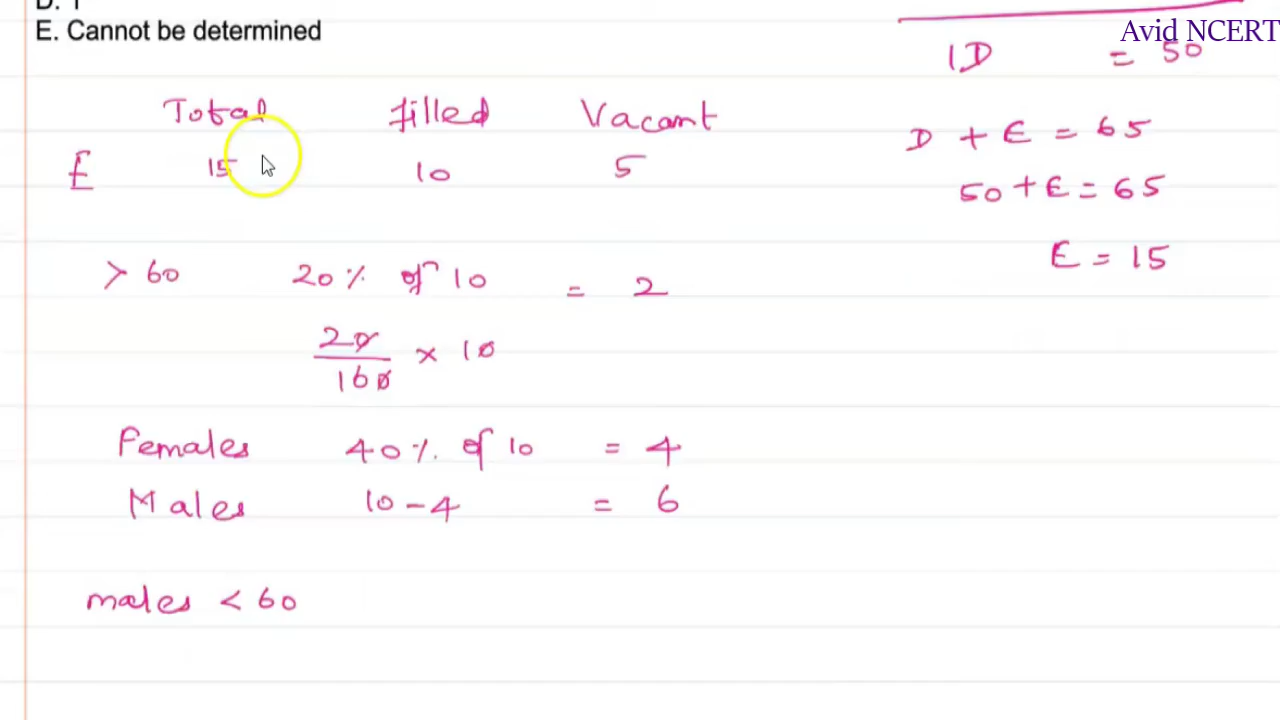 D. 1
E. Cannot be determined
Avid NCERT
1D = 50
Total filled Vacant
E 15 10 5
D + E = 65
50 + E = 65
E = 15
> 60 20% of 10 = 2
20/100 × 10
Females 40% of 10 = 4
Males 10 - 4 = 6
males < 60